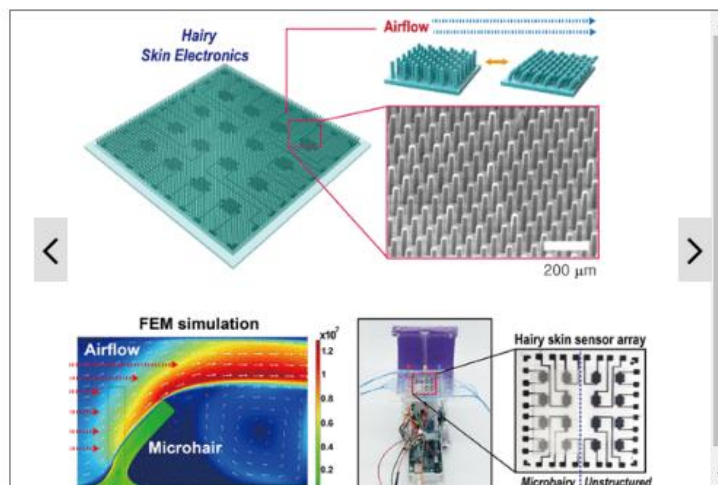 Hairy
Skin Electronics
Airflow
200 μm
FEM simulation
x10⁷
Airflow
1.2
1.0
0.8
0.6
0.4
0.2
Microhair
Hairy skin sensor array
Microhairy Unstructured